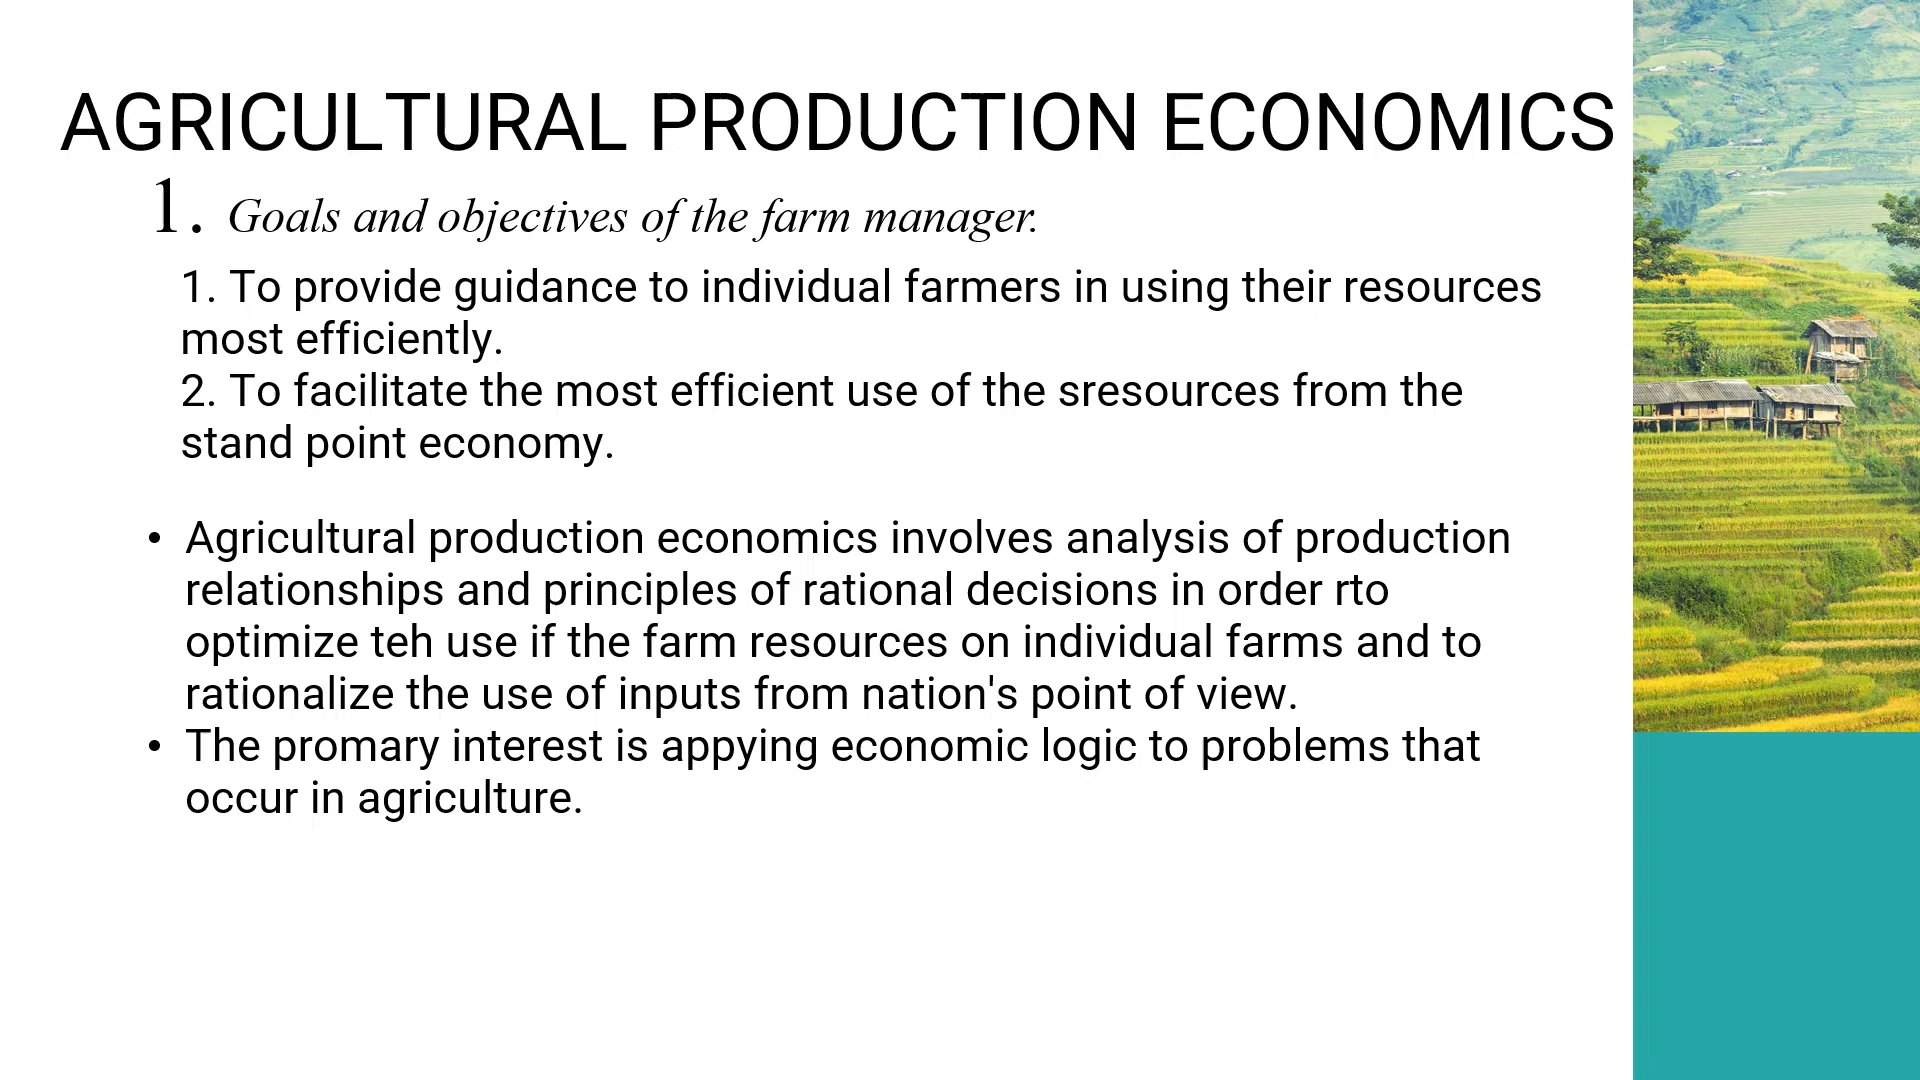 AGRICULTURAL PRODUCTION ECONOMICS
1. Goals and objectives of the farm manager.
1. To provide guidance to individual farmers in using their resources
most efficiently.
2. To facilitate the most efficient use of the sresources from the
stand point economy.
• Agricultural production economics involves analysis of production
relationships and principles of rational decisions in order rto
optimize teh use if the farm resources on individual farms and to
rationalize the use of inputs from nation's point of view.
• The promary interest is appying economic logic to problems that
occur in agriculture.